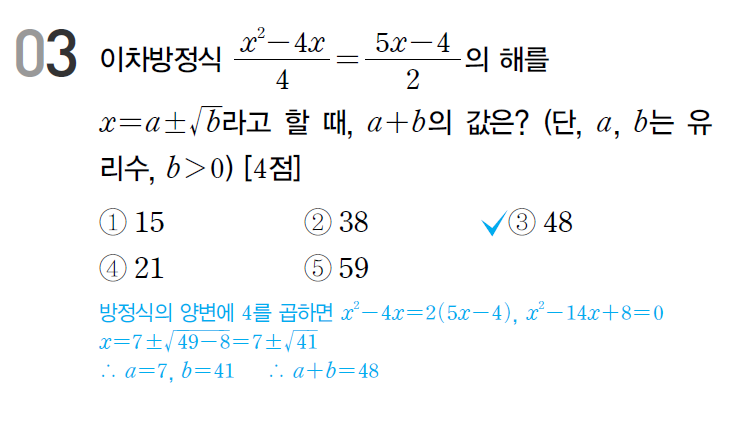 03 이차방정식 \frac{x^2-4x}{4}=\frac{5x-4}{2}의 해를
x=a±√b라고 할 때, a+b의 값은? (단, a, b는 유
리수, b>0) [4점]
① 15 ② 38 ✓③ 48
④ 21 ⑤ 59
방정식의 양변에 4를 곱하면 x²-4x=2(5x-4), x²-14x+8=0
x=7±√(49-8)=7±√41
∴ a=7, b=41 ∴ a+b=48